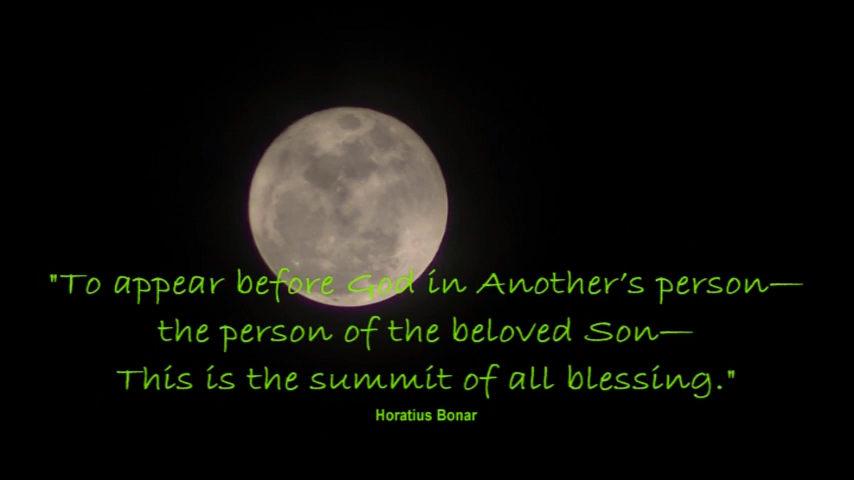 "To appear before God in Another's person—
the person of the beloved Son—
This is the summit of all blessing."
Horatius Bonar